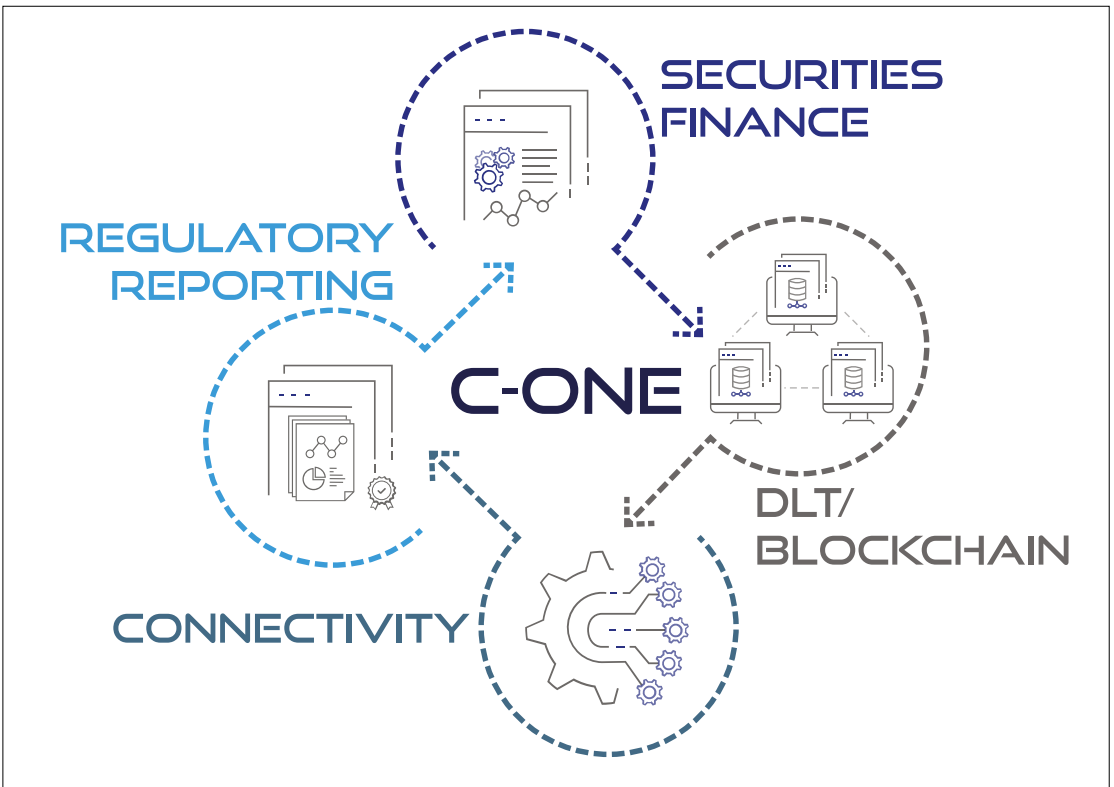 SECURITIES
FINANCE
REGULATORY
REPORTING
C-ONE
DLT/
BLOCKCHAIN
CONNECTIVITY